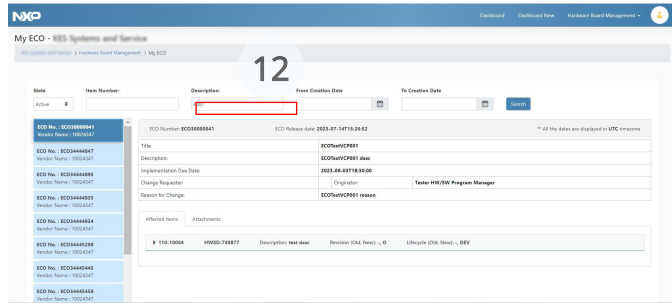 NXP
Dashboard Dashboard New Hardware Board Management
My ECO - KES Systems and Service
KES Systems and Service > Hardware Board Management > My ECO
12
State Item Number: Description: From Creation Date To Creation Date
Active Search
ECO No. : ECO30000041
Vendor Name : 10024347
ECO No. : ECO34444847
Vendor Name : 10024347
ECO No. : ECO34444895
Vendor Name : 10024347
ECO No. : ECO34444935
Vendor Name : 10024347
ECO No. : ECO34444934
Vendor Name : 10024347
ECO No. : ECO34445298
Vendor Name : 10024347
ECO No. : ECO34445445
Vendor Name : 10024347
ECO No. : ECO34445458
Vendor Name : 10024347
ECO Number: ECO30000041 ECO Release date: 2023-07-14T15:26:52 ** All the dates are displayed in UTC timezone
Title: ECOTestVCP001
Description: ECOTestVCP001 desc
Implementation Due Date: 2023-08-03T18:30:00
Change Requester: Originator: Tester HW/SW Program Manager
Reason for Change: ECOTestVCP001 reason
Affected Items Attachments
110-10004 HWSD-749877 Description: test desc Revision (Old, New): -, O Lifecycle (Old, New): -, DEV